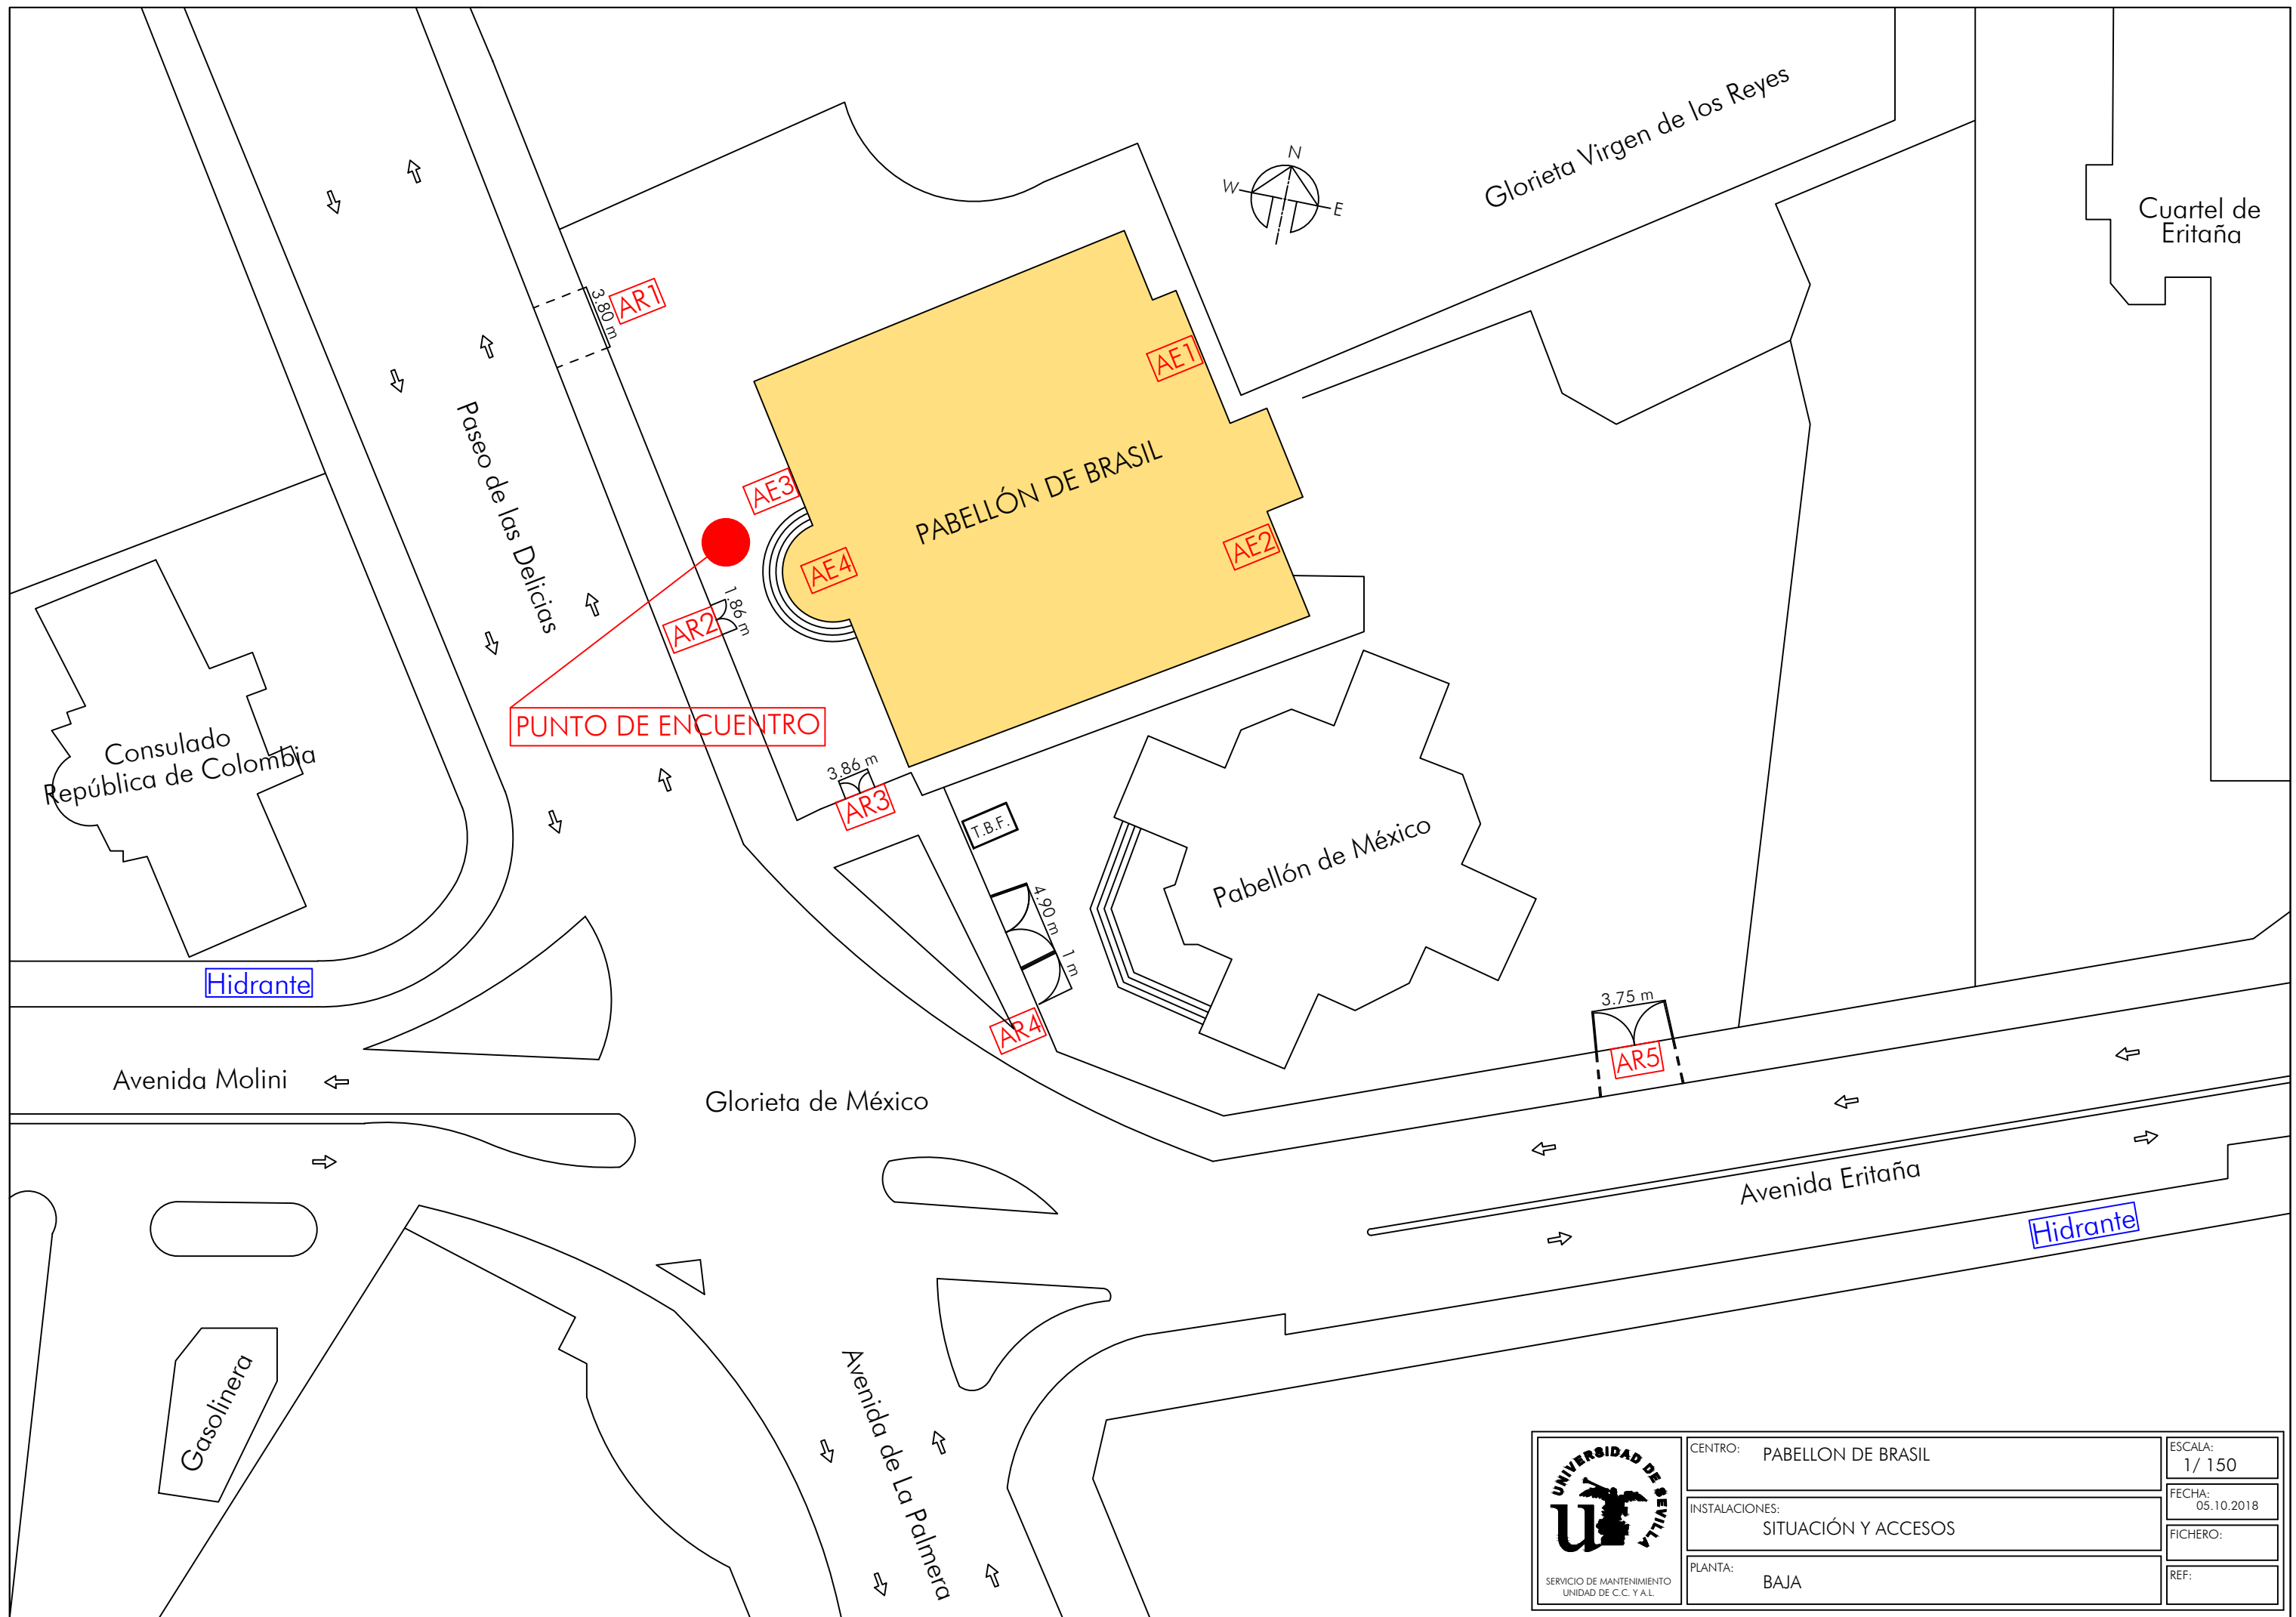 N
W
E
Glorieta Virgen de los Reyes
Cuartel de
Eritaña
3.80 m
AR1
AE1
Paseo de las Delicias
PABELLÓN DE BRASIL
AE3
AE4
AE2
1.86 m
AR2
PUNTO DE ENCUENTRO
Consulado
República de Colombia
3.86 m
AR3
T.B.F.
Pabellón de México
4.90 m
1 m
Hidrante
AR4
3.75 m
AR5
Avenida Molini
Glorieta de México
Avenida Eritaña
Hidrante
Gasolinera
Avenida de La Palmera
UNIVERSIDAD DE SEVILLA
us
SERVICIO DE MANTENIMIENTO
UNIDAD DE C.C. Y A.L.
CENTRO: PABELLON DE BRASIL
INSTALACIONES:
SITUACIÓN Y ACCESOS
PLANTA:
BAJA
ESCALA:
1/ 150
FECHA:
05.10.2018
FICHERO:
REF: